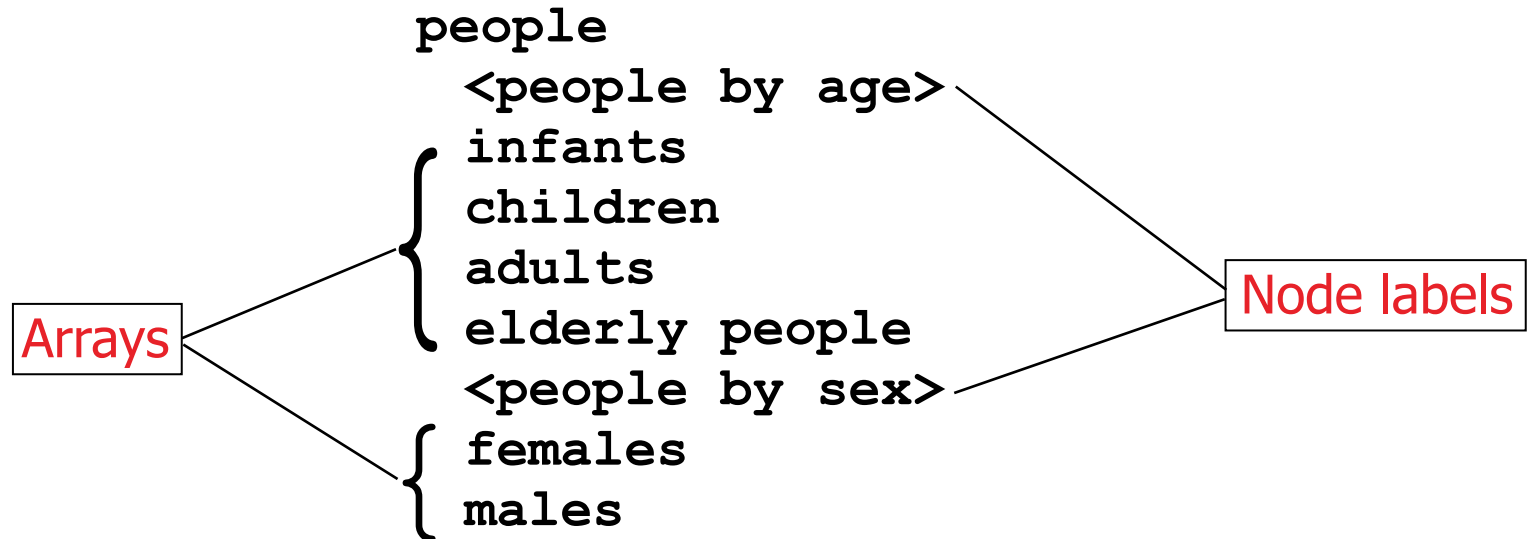 people
<people by age>
infants
children
adults
elderly people
<people by sex>
females
males
Arrays
Node labels